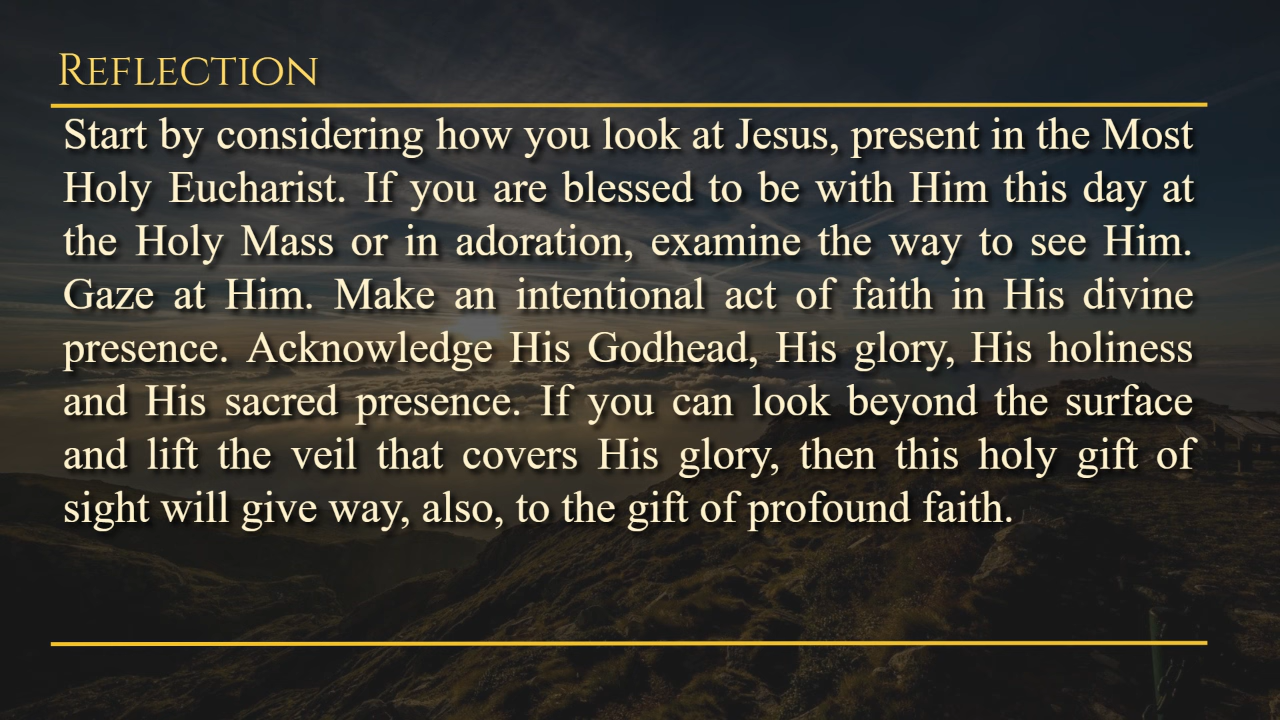 Reflection
Start by considering how you look at Jesus, present in the Most
Holy Eucharist. If you are blessed to be with Him this day at
the Holy Mass or in adoration, examine the way to see Him.
Gaze at Him. Make an intentional act of faith in His divine
presence. Acknowledge His Godhead, His glory, His holiness
and His sacred presence. If you can look beyond the surface
and lift the veil that covers His glory, then this holy gift of
sight will give way, also, to the gift of profound faith.